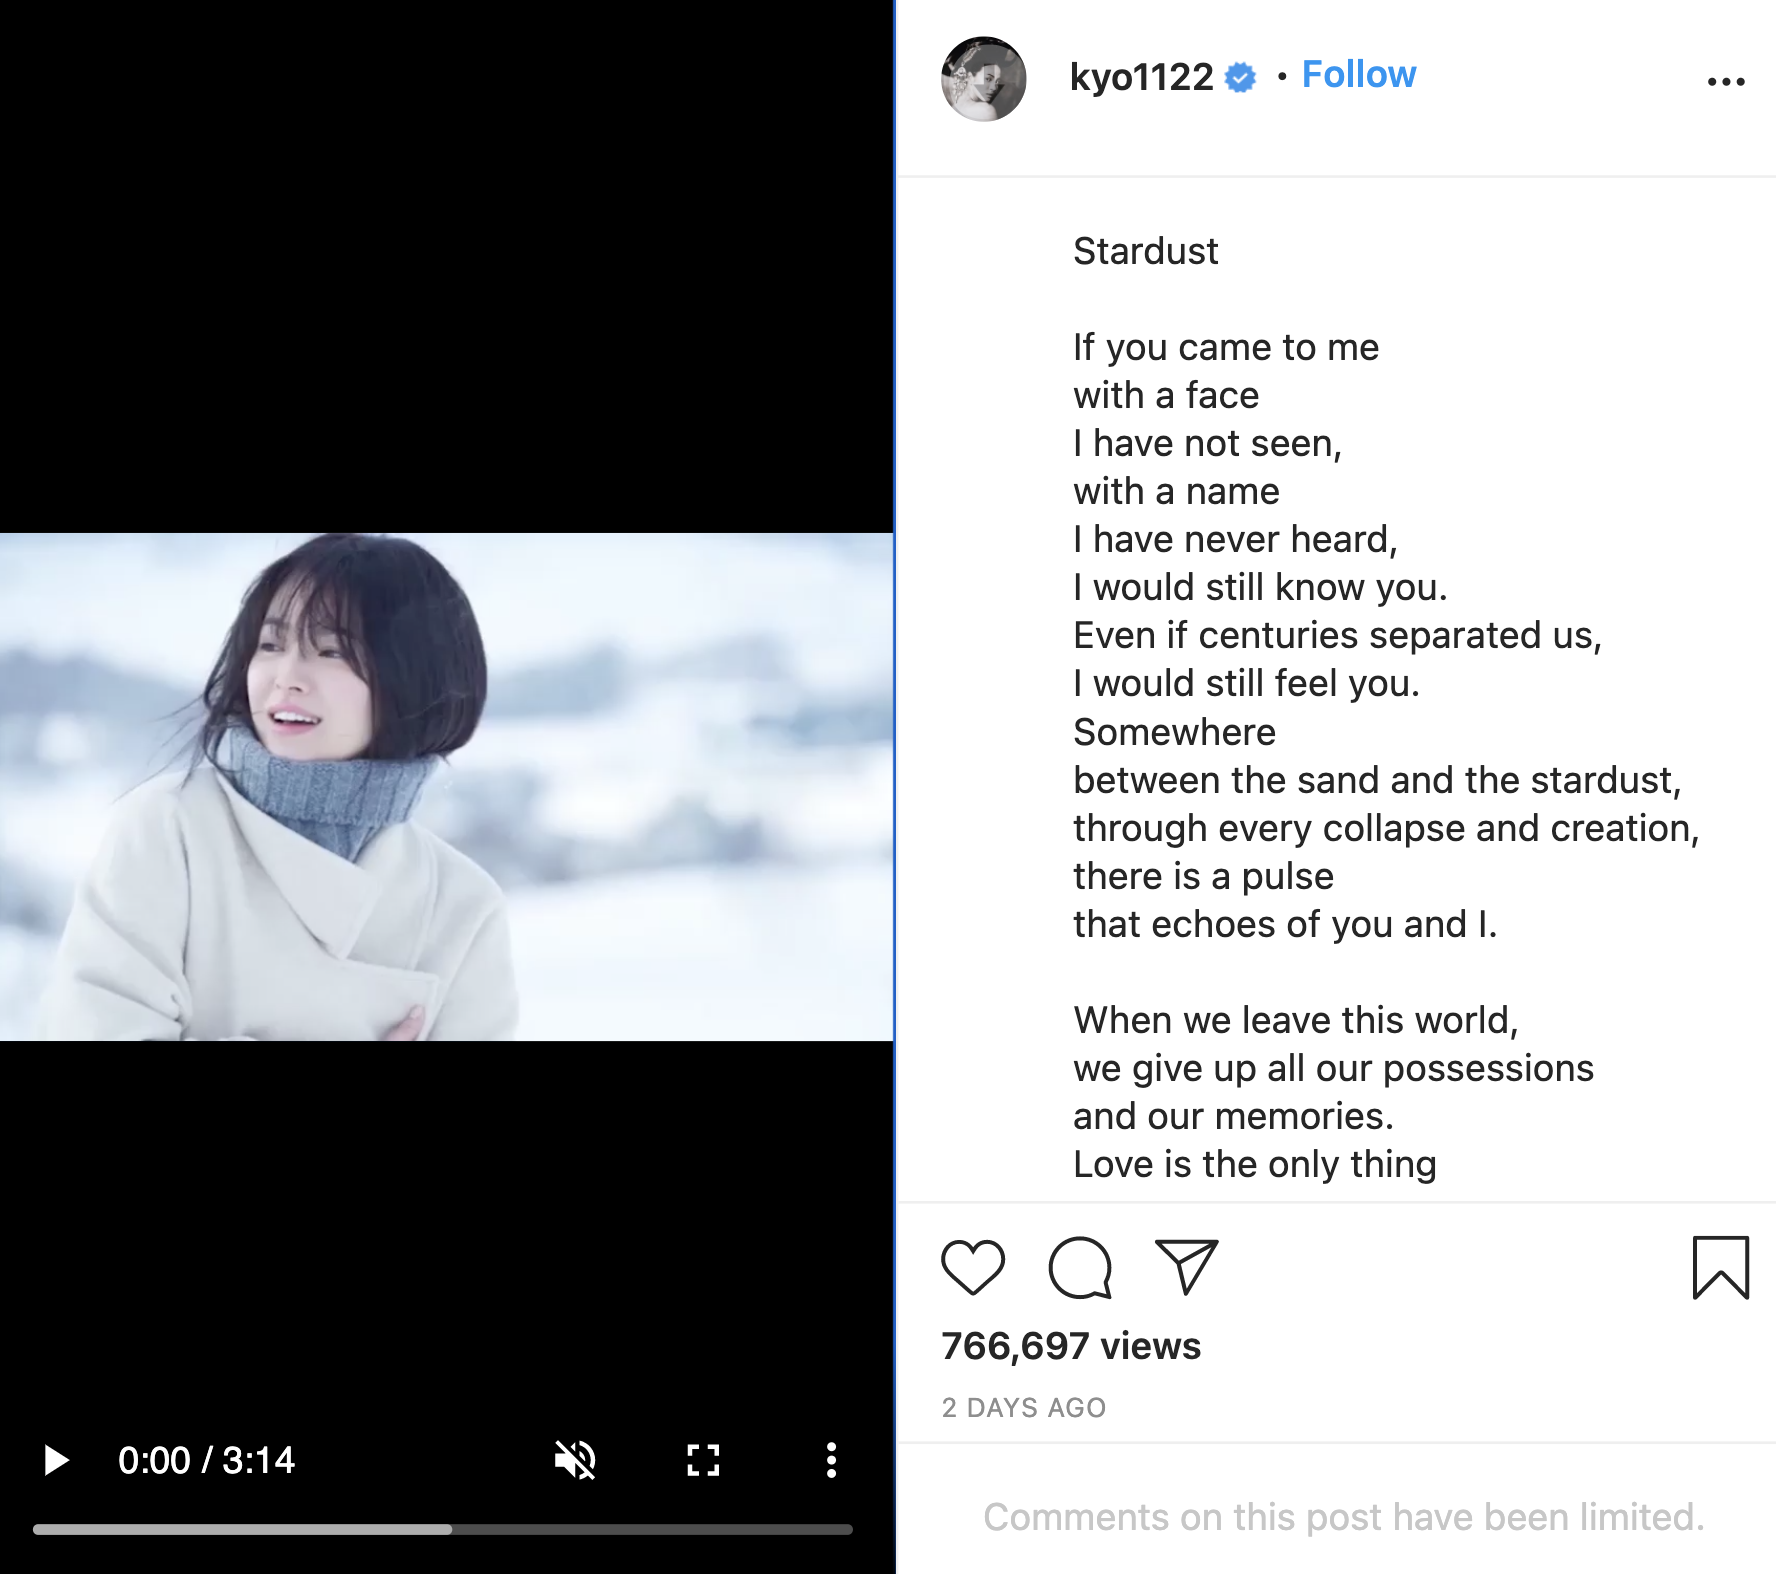 kyo1122 • Follow
Stardust
If you came to me
with a face
I have not seen,
with a name
I have never heard,
I would still know you.
Even if centuries separated us,
I would still feel you.
Somewhere
between the sand and the stardust,
through every collapse and creation,
there is a pulse
that echoes of you and I.
When we leave this world,
we give up all our possessions
and our memories.
Love is the only thing
766,697 views
2 DAYS AGO
0:00 / 3:14
Comments on this post have been limited.